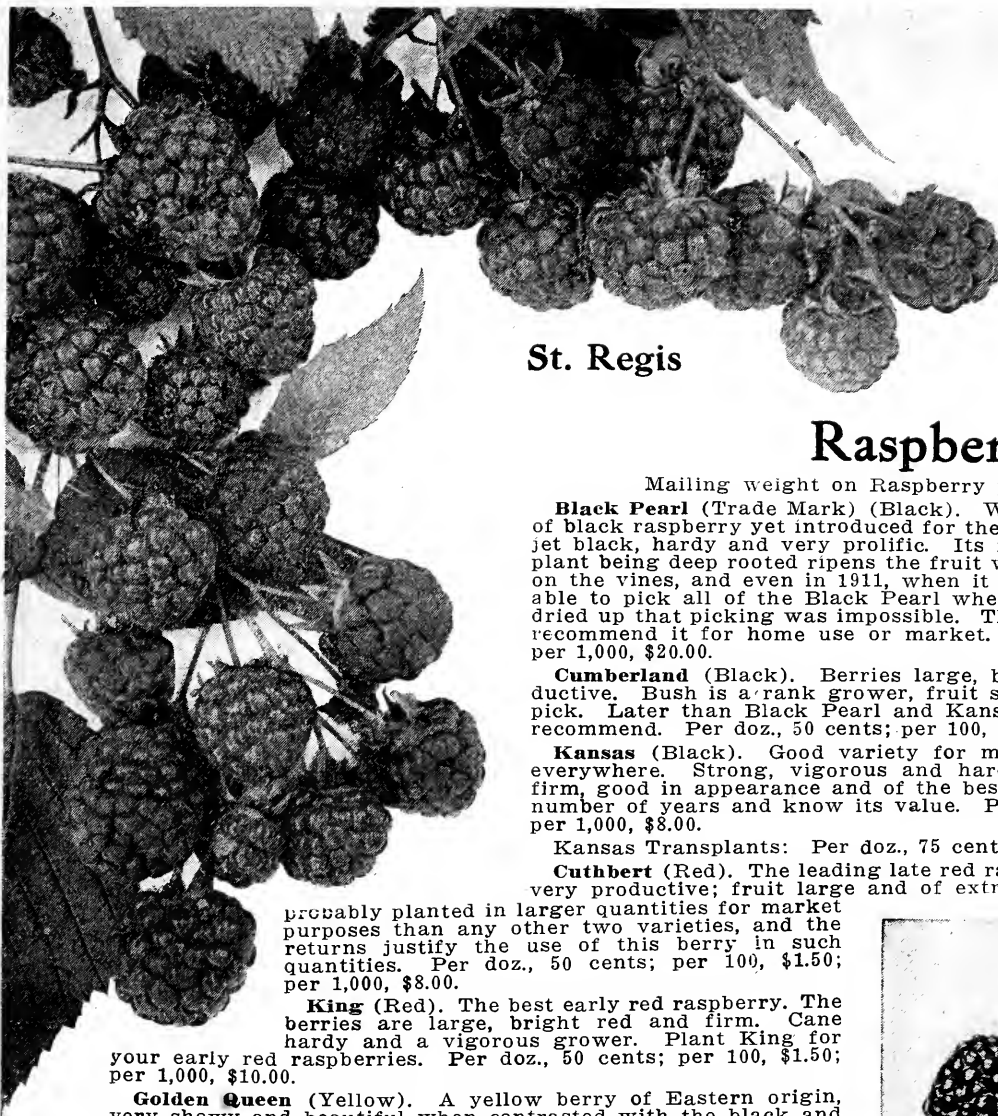 St. Regis
Raspber
Mailing weight on Raspberry
Black Pearl (Trade Mark) (Black). W
of black raspberry yet introduced for the
jet black, hardy and very prolific. Its
plant being deep rooted ripens the fruit
on the vines, and even in 1911, when it
able to pick all of the Black Pearl whe
dried up that picking was impossible. T
recommend it for home use or market.
per 1,000, $20.00.
Cumberland (Black). Berries large, b
ductive. Bush is a rank grower, fruit s
pick. Later than Black Pearl and Kans
recommend. Per doz., 50 cents; per 100,
Kansas (Black). Good variety for m
everywhere. Strong, vigorous and har
firm, good in appearance and of the bes
number of years and know its value. P
per 1,000, $8.00.
Kansas Transplants: Per doz., 75 cent
Cuthbert (Red). The leading late red ra
very productive; fruit large and of extr
probably planted in larger quantities for market
purposes than any other two varieties, and the
returns justify the use of this berry in such
quantities. Per doz., 50 cents; per 100, $1.50;
per 1,000, $8.00.
King (Red). The best early red raspberry. The
berries are large, bright red and firm. Cane
hardy and a vigorous grower. Plant King for
your early red raspberries. Per doz., 50 cents; per 100, $1.50;
per 1,000, $10.00.
Golden Queen (Yellow). A yellow berry of Eastern origin,
very showy and beautiful when contrasted with the black and